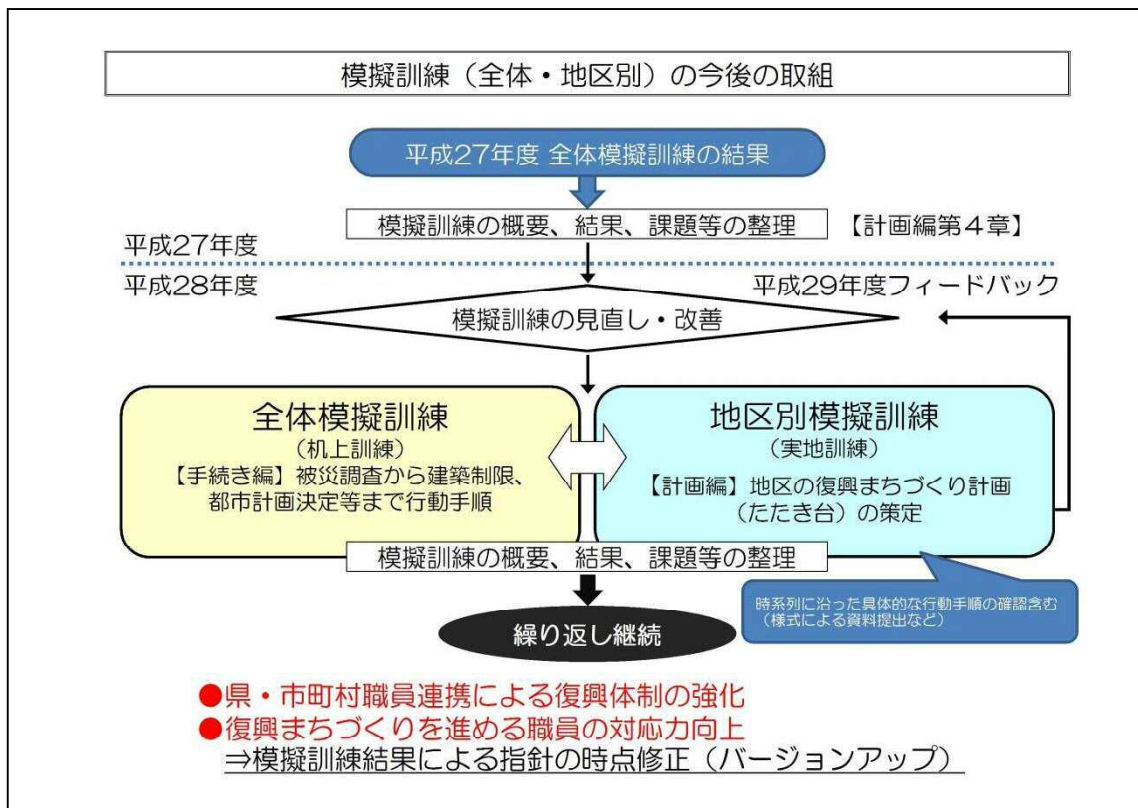 模擬訓練（全体・地区別）の今後の取組
平成27年度 全体模擬訓練の結果
模擬訓練の概要、結果、課題等の整理
【計画編第４章】
平成27年度
平成28年度
平成29年度フィードバック
模擬訓練の見直し・改善
全体模擬訓練
（机上訓練）
【手続き編】被災調査から建築制限、
都市計画決定等まで行動手順
地区別模擬訓練
（実地訓練）
【計画編】地区の復興まちづくり計画
（たたき台）の策定
模擬訓練の概要、結果、課題等の整理
時系列に沿った具体的な行動手順の確認含む
（様式による資料提出など）
繰り返し継続
●県・市町村職員連携による復興体制の強化
●復興まちづくりを進める職員の対応力向上
⇒模擬訓練結果による指針の時点修正（バージョンアップ）